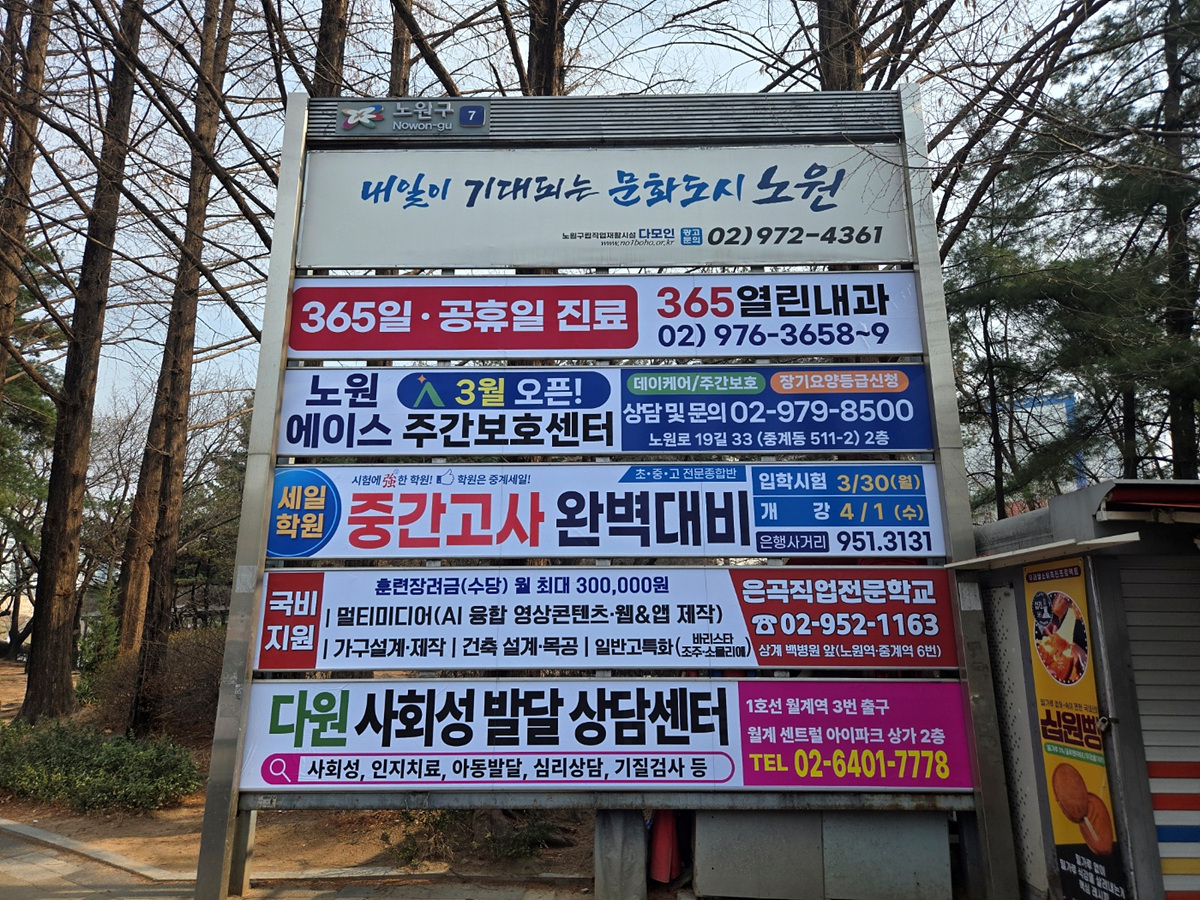 노원구 7
Nowon-gu
내일이 기대되는 문화도시 노원
노원구립직업재활시설 다모인 광고문의 02)972-4361
www.no1boho.or.kr
365일·공휴일 진료
365열린내과
02) 976-3658~9
노원 3월 오픈!
에이스 주간보호센터
데이케어/주간보호 장기요양등급신청
상담 및 문의 02-979-8500
노원로 19길 33 (중계동 511-2) 2층
세일학원
시험에 강強한 학원! 학원은 중계세일!
초·중·고 전문종합반
중간고사 완벽대비
입학시험 3/30(월)
개 강 4/1 (수)
은행사거리 951.3131
국비지원
훈련장려금(수당) 월 최대 300,000원
멀티미디어(AI 융합 영상콘텐츠·웹&앱 제작)
가구설계·제작 | 건축 설계·목공 | 일반고특화(바리스타 조주·소믈리에)
은곡직업전문학교
☎02-952-1163
상계 백병원 앞(노원역·중계역 6번)
다원 사회성 발달 상담센터
사회성, 인지치료, 아동발달, 심리상담, 기질검사 등
1호선 월계역 3번 출구
월계 센트럴 아이파크 상가 2층
TEL 02-6401-7778
십원빵
밀가루 없이